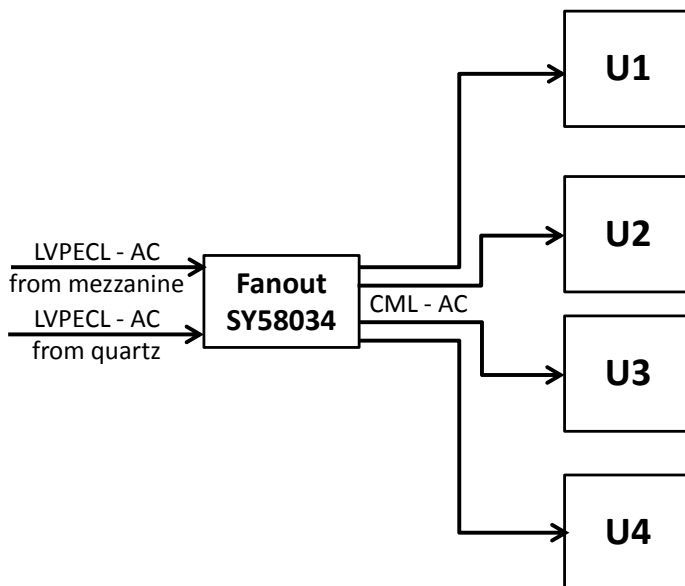 U1
U2
LVPECL - AC
from mezzanine
Fanout
SY58034
CML - AC
LVPECL - AC
from quartz
U3
U4